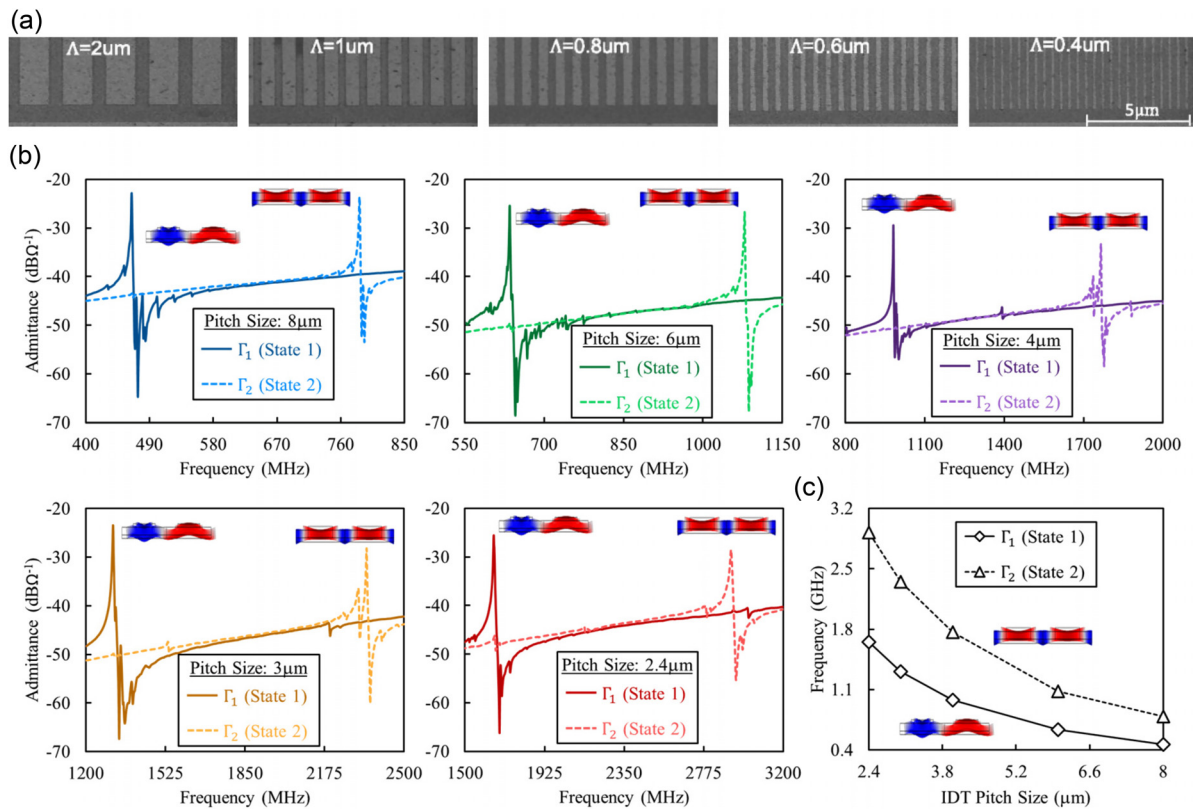 (a)
Λ=2um
Λ=1um
Λ=0.8um
Λ=0.6um
Λ=0.4um
5μm
(b)
Admittance (dBΩ⁻¹)
-20
-30
-40
-50
-60
-70
Pitch Size: 8μm
Γ₁ (State 1)
Γ₂ (State 2)
400 490 580 670 760 850
Frequency (MHz)
-20
-30
-40
-50
-60
-70
Pitch Size: 6μm
Γ₁ (State 1)
Γ₂ (State 2)
550 700 850 1000 1150
Frequency (MHz)
-20
-30
-40
-50
-60
-70
Pitch Size: 4μm
Γ₁ (State 1)
Γ₂ (State 2)
800 1100 1400 1700 2000
Frequency (MHz)
Admittance (dBΩ⁻¹)
-20
-30
-40
-50
-60
-70
Pitch Size: 3μm
Γ₁ (State 1)
Γ₂ (State 2)
1200 1525 1850 2175 2500
Frequency (MHz)
-20
-30
-40
-50
-60
-70
Pitch Size: 2.4μm
Γ₁ (State 1)
Γ₂ (State 2)
1500 1925 2350 2775 3200
Frequency (MHz)
(c)
Frequency (GHz)
3.2
2.5
1.8
1.1
0.4
Γ₁ (State 1)
Γ₂ (State 2)
2.4 3.8 5.2 6.6 8
IDT Pitch Size (μm)